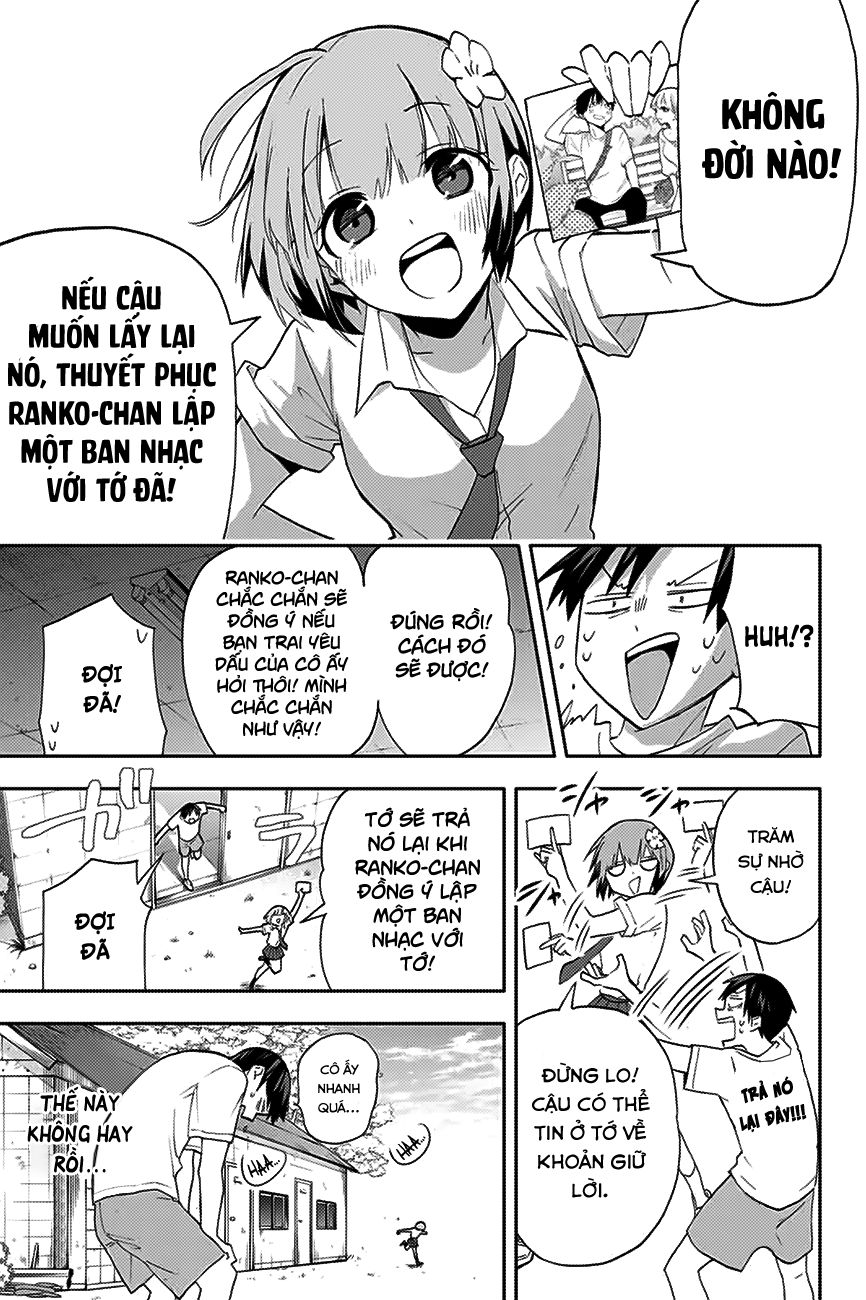 KHÔNG
ĐỜI NÀO!
NẾU CẬU
MUỐN LẤY LẠI
NÓ, THUYẾT PHỤC
RANKO-CHAN LẬP
MỘT BAN NHẠC
VỚI TỚ ĐÃ!
HUH!?
ĐÚNG RỒI!
CÁCH ĐÓ
SẼ ĐƯỢC!
RANKO-CHAN
CHẮC CHẮN SẼ
ĐỒNG Ý NẾU
BẠN TRAI YÊU
DẤU CỦA CÔ ẤY
HỎI THÔI! MÌNH
CHẮC CHẮN
NHƯ VẬY!
ĐỢI
ĐÃ!
TRĂM
SỰ NHỜ
CẬU!
TRẢ NÓ
LẠI ĐÂY!!!
ĐỪNG LO!
CẬU CÓ THỂ
TIN Ở TỚ VỀ
KHOẢN GIỮ
LỜI.
TỚ SẼ TRẢ
NÓ LẠI KHI
RANKO-CHAN
ĐỒNG Ý LẬP
MỘT BAN
NHẠC VỚI
TỚ!
ガラ
ĐỢI
ĐÃ
CÔ ẤY
NHANH
QUÁ...
HAA...
HAA...
THẾ NÀY
KHÔNG HAY
RỒI...